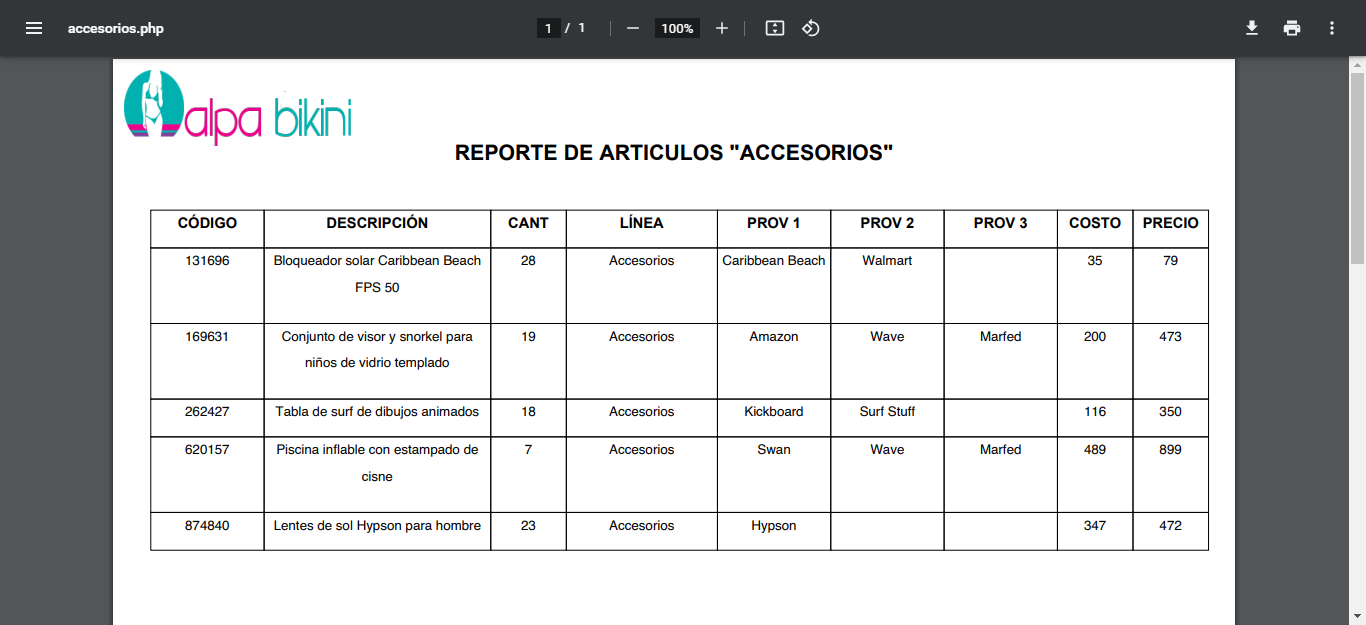 accesorios.php
1 / 1
100%
alpa bikini
REPORTE DE ARTICULOS "ACCESORIOS"
CÓDIGO DESCRIPCIÓN CANT LÍNEA PROV 1 PROV 2 PROV 3 COSTO PRECIO
131696 Bloqueador solar Caribbean Beach 28 Accesorios Caribbean Beach Walmart 35 79
FPS 50
169631 Conjunto de visor y snorkel para 19 Accesorios Amazon Wave Marfed 200 473
niños de vidrio templado
262427 Tabla de surf de dibujos animados 18 Accesorios Kickboard Surf Stuff 116 350
620157 Piscina inflable con estampado de 7 Accesorios Swan Wave Marfed 489 899
cisne
874840 Lentes de sol Hypson para hombre 23 Accesorios Hypson 347 472